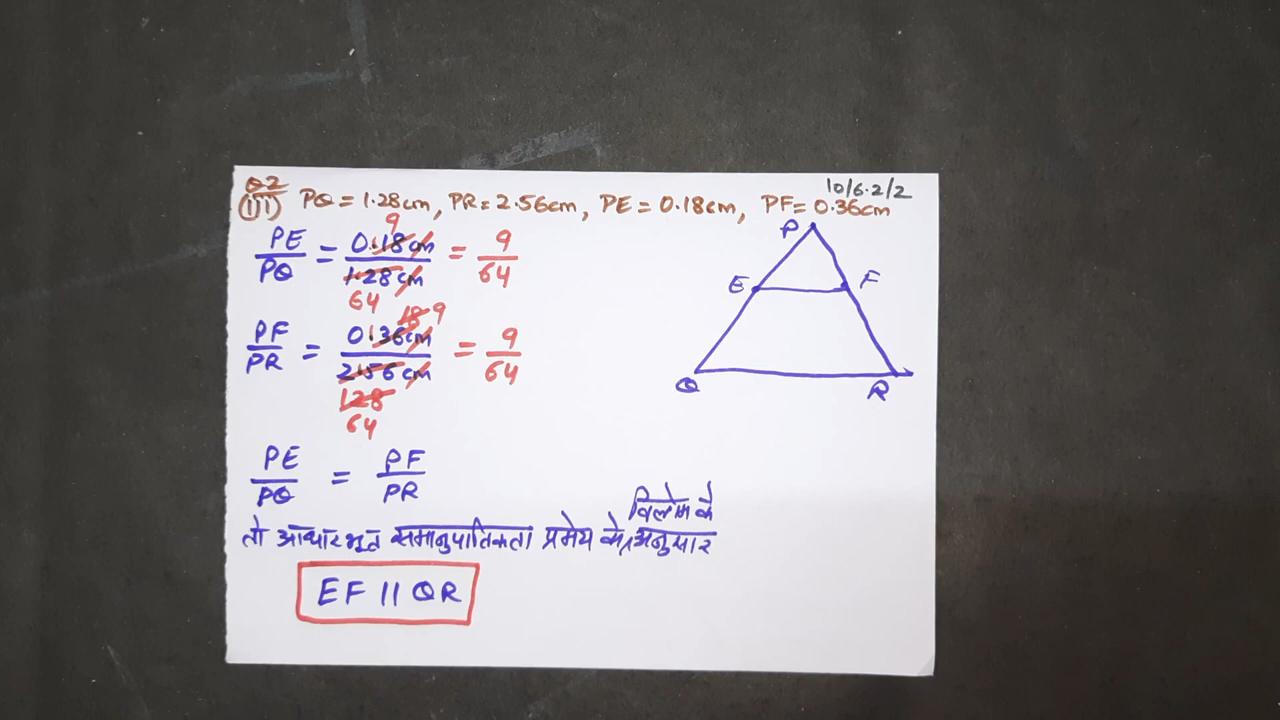 10/6.2/2
Q2
(iii) PQ = 1.28cm, PR = 2.56cm, PE = 0.18cm, PF = 0.36cm
9
PE/PQ = 0.18cm/1.28cm = 9/64
64
18 9
PF/PR = 0.36cm/2.56cm = 9/64
128
64
P
E F
Q R
PE/PQ = PF/PR
विलोम के
तो आधारभूत समानुपातिकता प्रमेय के अनुसार
EF || QR